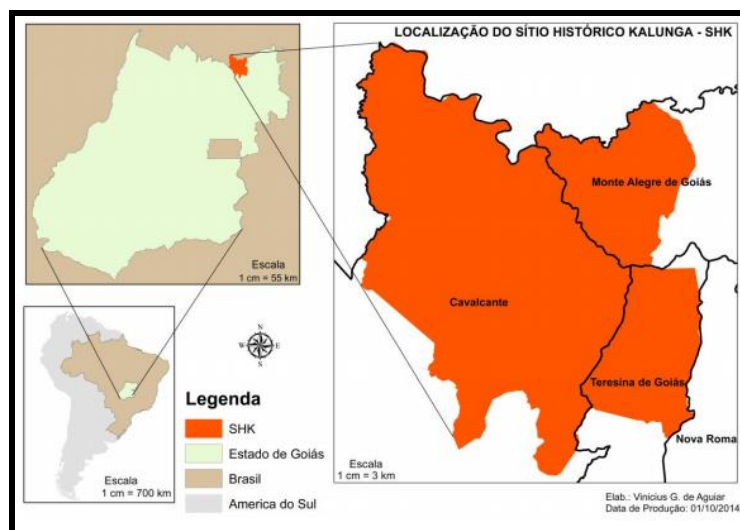 LOCALIZAÇÃO DO SÍTIO HISTÓRICO KALUNGA - SHK
Monte Alegre de Goiás
Cavalcante
Teresina de Goiás
Nova Roma
Escala
1 cm = 3 km
Escala
1 cm = 55 km
N
W
E
S
Legenda
SHK
Estado de Goiás
Brasil
America do Sul
Escala
1 cm = 700 km
Elab.: Vinicius G. de Aguiar
Data de Produção: 01/10/2014